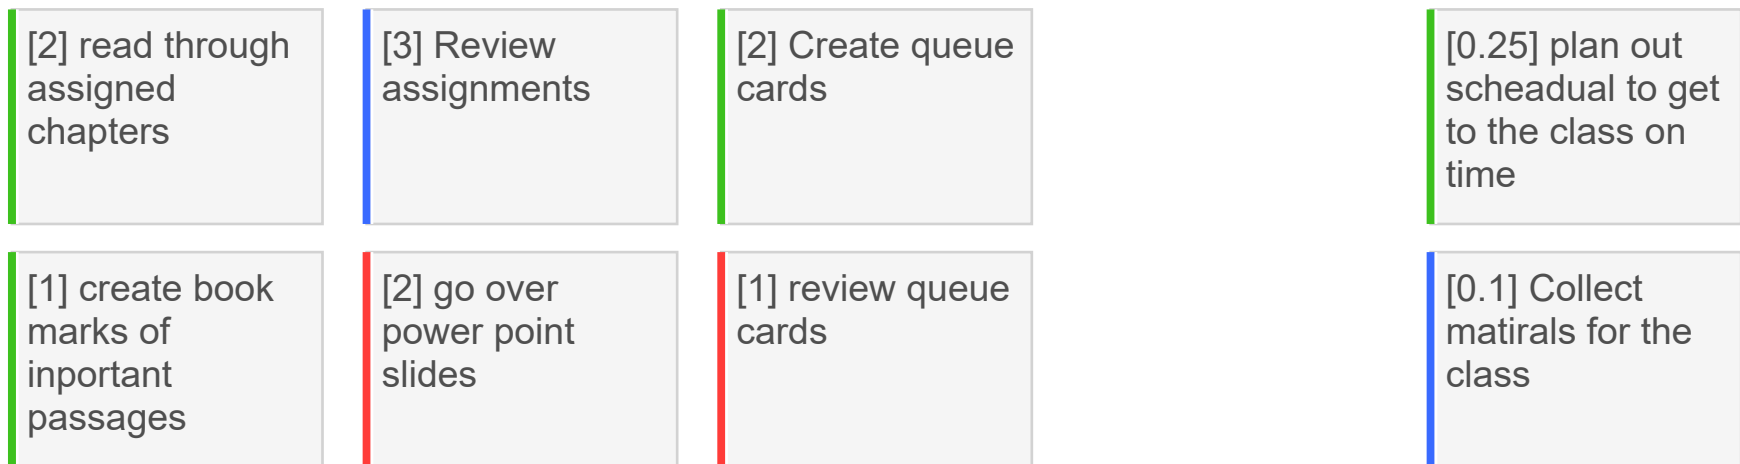 [2] read through
assigned
chapters
[3] Review
assignments
[2] Create queue
cards
[0.25] plan out
scheadual to get
to the class on
time
[1] create book
marks of
inportant
passages
[2] go over
power point
slides
[1] review queue
cards
[0.1] Collect
matirals for the
class